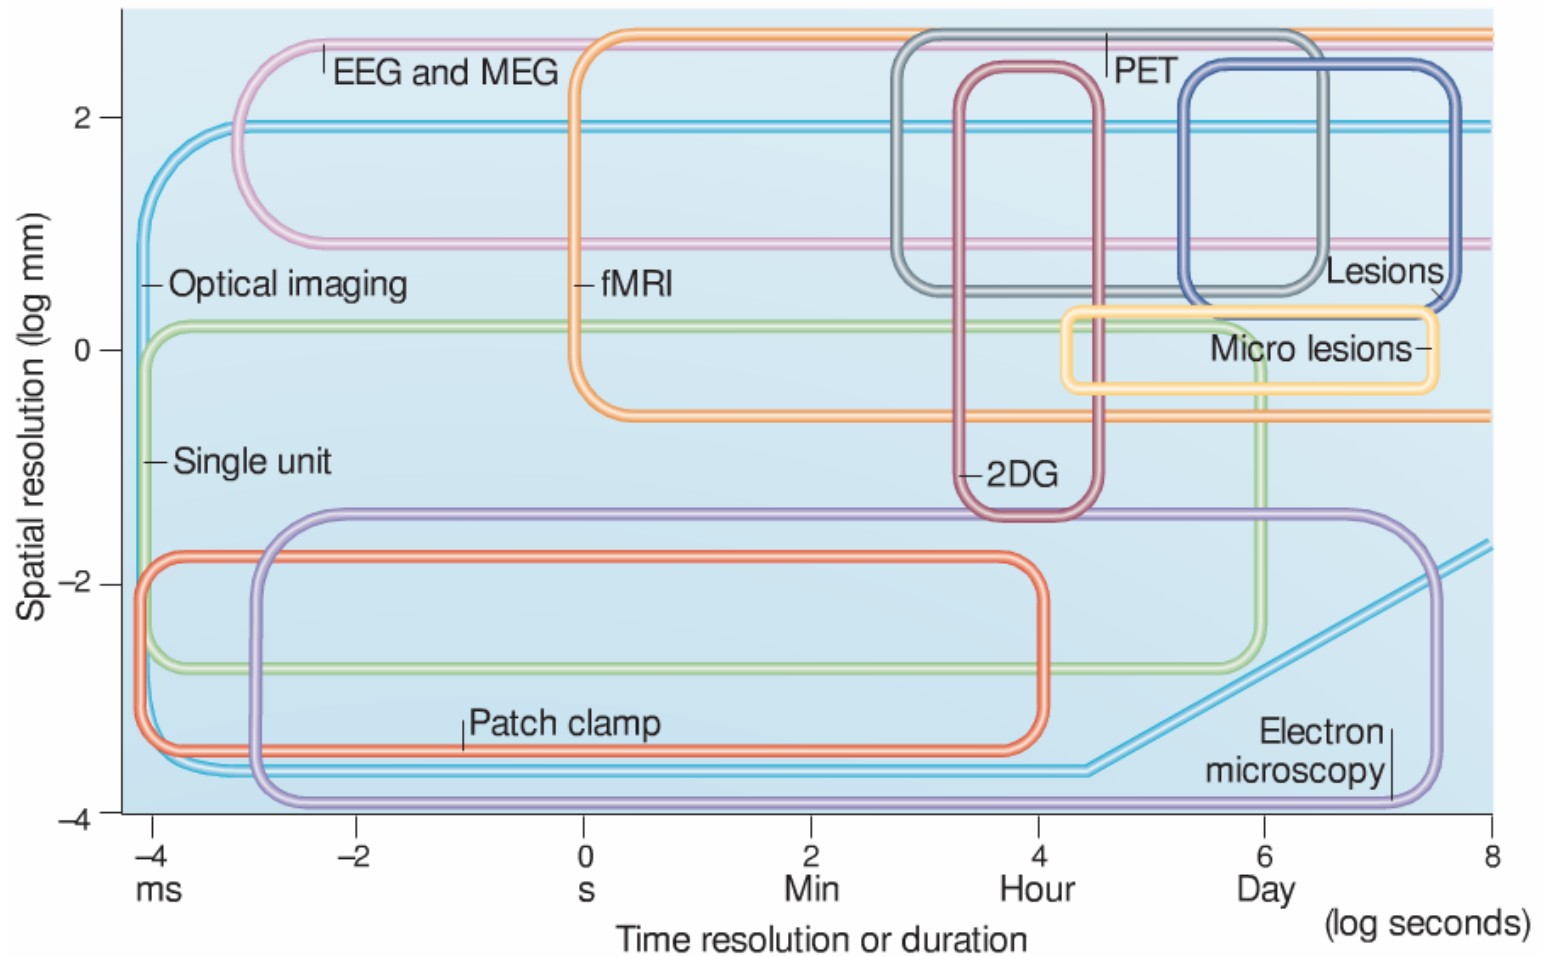 EEG and MEG
PET
2
Optical imaging
fMRI
Lesions
0
Micro lesions
Single unit
2DG
–2
Patch clamp
Electron
microscopy
–4
Spatial resolution (log mm)
–4 –2 0 2 4 6 8
ms s Min Hour Day
(log seconds)
Time resolution or duration